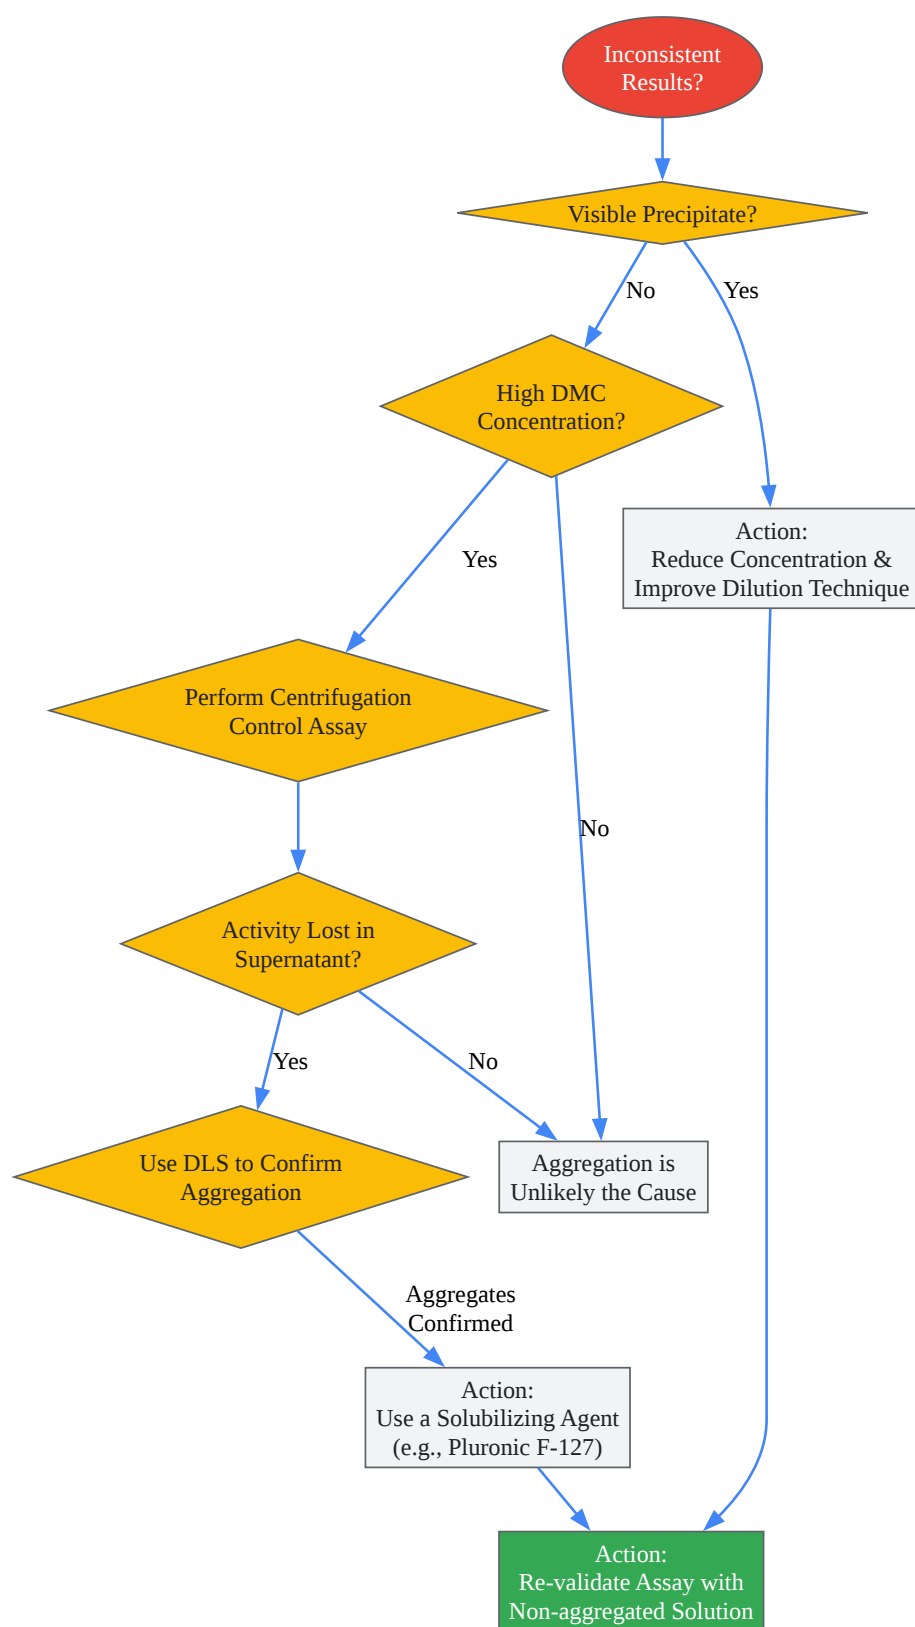 Inconsistent
Results?
Visible Precipitate?
No
Yes
High DMC
Concentration?
Action:
Reduce Concentration &
Improve Dilution Technique
Yes
Perform Centrifugation
Control Assay
No
Activity Lost in
Supernatant?
Yes
No
Use DLS to Confirm
Aggregation
Aggregation is
Unlikely the Cause
Aggregates
Confirmed
Action:
Use a Solubilizing Agent
(e.g., Pluronic F-127)
Action:
Re-validate Assay with
Non-aggregated Solution